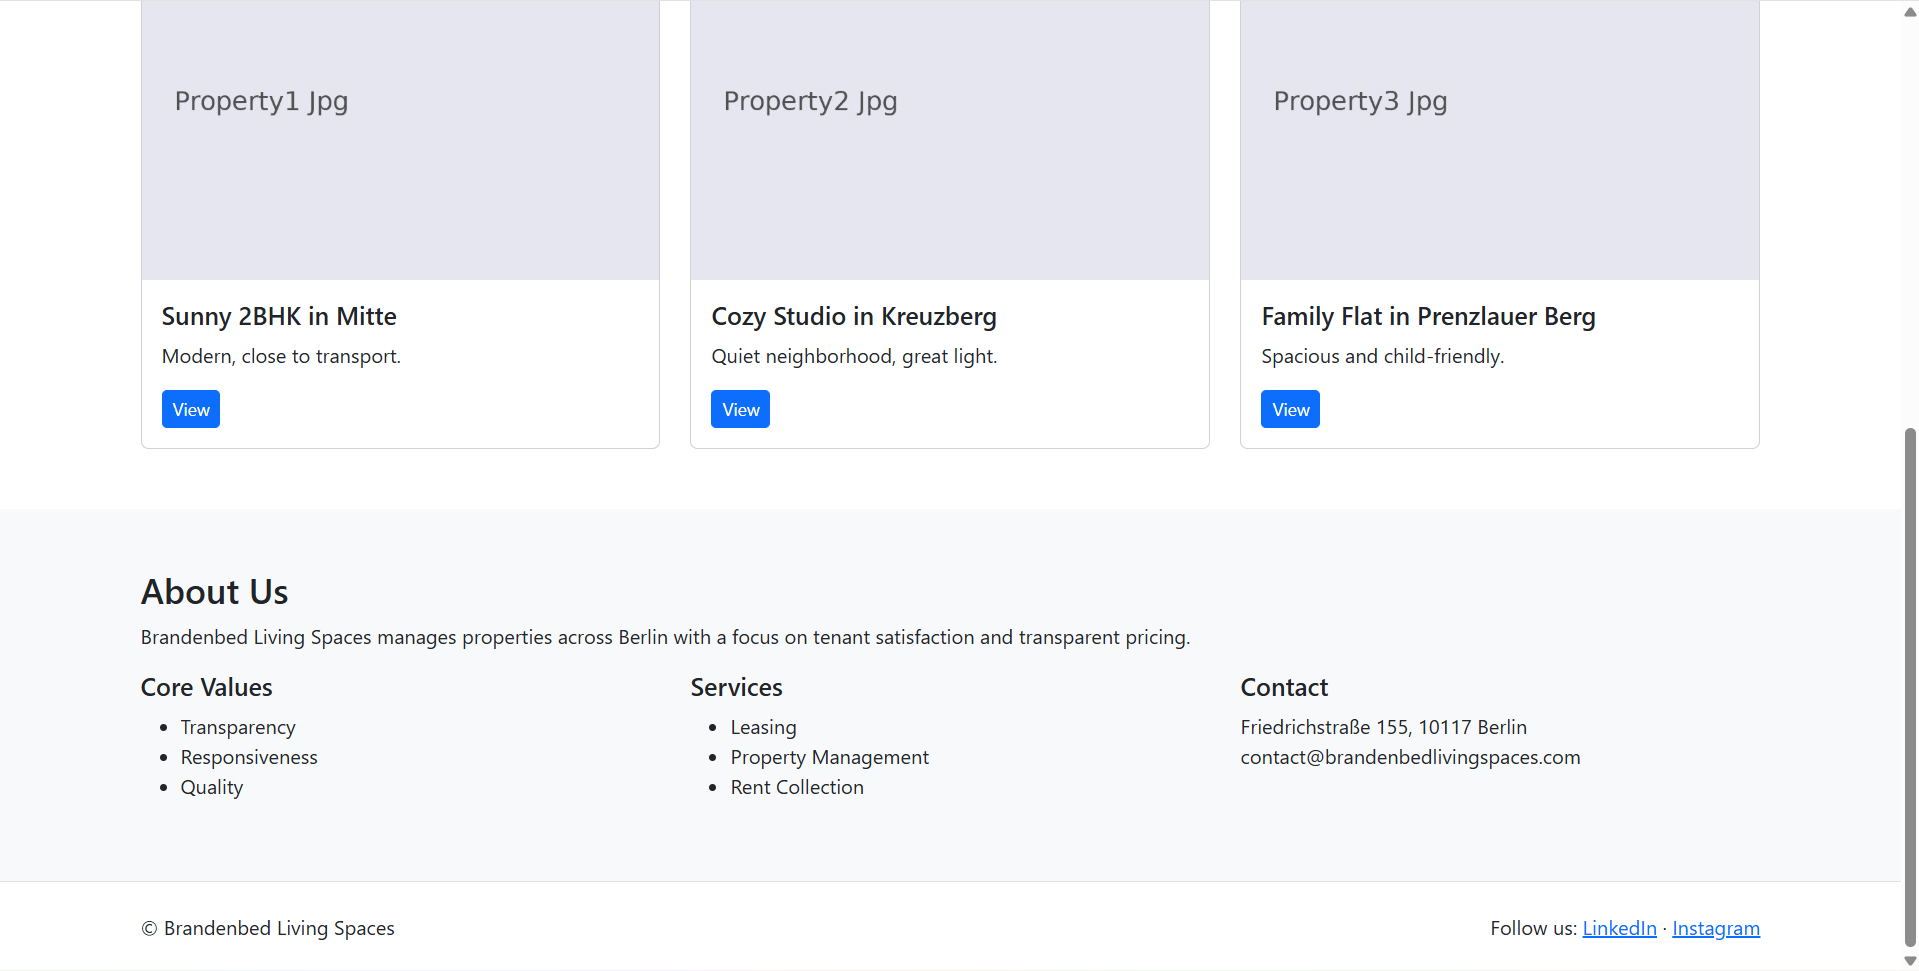 Property1 Jpg
Property2 Jpg
Property3 Jpg
Sunny 2BHK in Mitte
Modern, close to transport.
View
Cozy Studio in Kreuzberg
Quiet neighborhood, great light.
View
Family Flat in Prenzlauer Berg
Spacious and child-friendly.
View
About Us
Brandenbed Living Spaces manages properties across Berlin with a focus on tenant satisfaction and transparent pricing.
Core Values
• Transparency
• Responsiveness
• Quality
Services
• Leasing
• Property Management
• Rent Collection
Contact
Friedrichstraße 155, 10117 Berlin
contact@brandenbedlivingspaces.com
© Brandenbed Living Spaces
Follow us: LinkedIn · Instagram